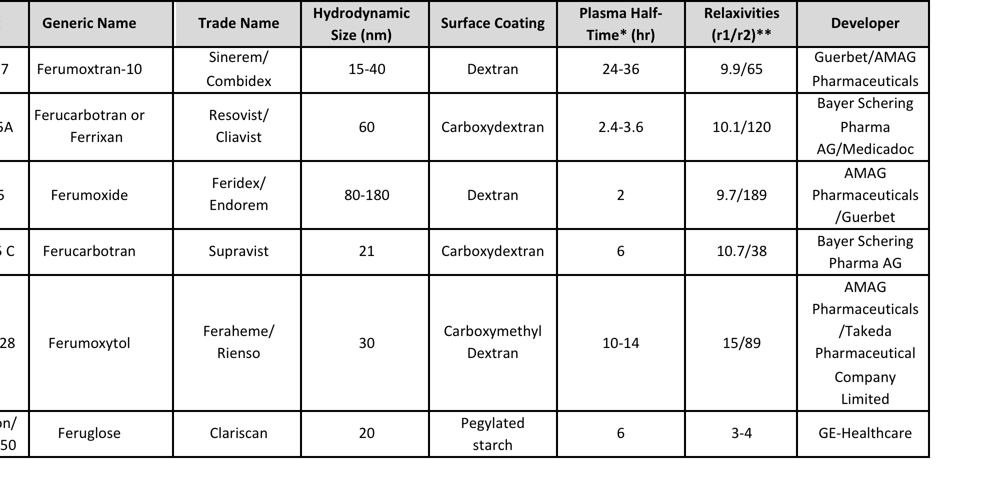 Generic Name
Trade Name
Hydrodynamic
Size (nm)
Surface Coating
Plasma Half-
Time* (hr)
Relaxivities
(r1/r2)**
Developer
7
Ferumoxtran-10
Sinerem/
Combidex
15-40
Dextran
24-36
9.9/65
Guerbet/AMAG
Pharmaceuticals
5A
Ferucarbotran or
Ferrixan
Resovist/
Cliavist
60
Carboxydextran
2.4-3.6
10.1/120
Bayer Schering
Pharma
AG/Medicadoc
5
Ferumoxide
Feridex/
Endorem
80-180
Dextran
2
9.7/189
AMAG
Pharmaceuticals
/Guerbet
5 C
Ferucarbotran
Supravist
21
Carboxydextran
6
10.7/38
Bayer Schering
Pharma AG
28
Ferumoxytol
Feraheme/
Rienso
30
Carboxymethyl
Dextran
10-14
15/89
AMAG
Pharmaceuticals
/Takeda
Pharmaceutical
Company
Limited
on/
50
Feruglose
Clariscan
20
Pegylated
starch
6
3-4
GE-Healthcare